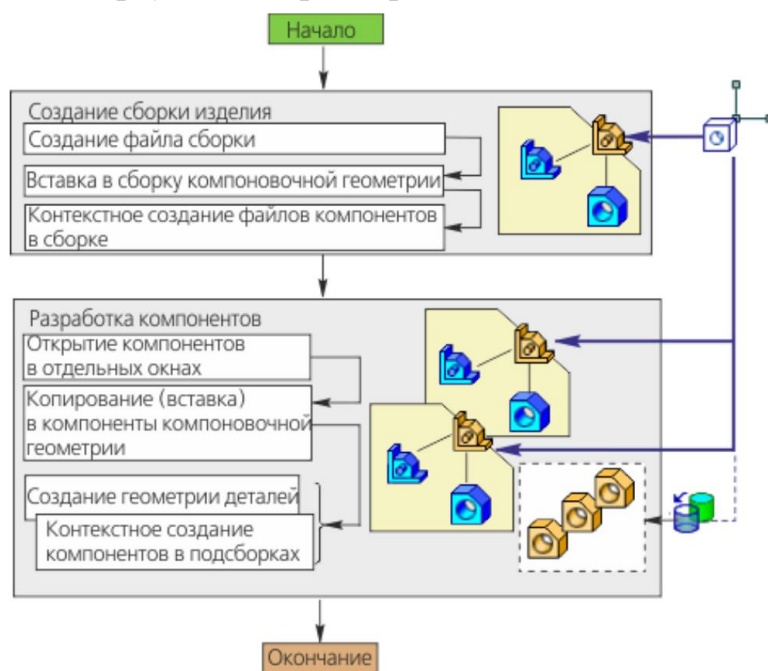 Начало
Создание сборки изделия
Создание файла сборки
Вставка в сборку компоновочной геометрии
Контекстное создание файлов компонентов
в сборке
Разработка компонентов
Открытие компонентов
в отдельных окнах
Копирование (вставка)
в компоненты компоновочной
геометрии
Создание геометрии деталей
Контекстное создание
компонентов в подсборках
Окончание